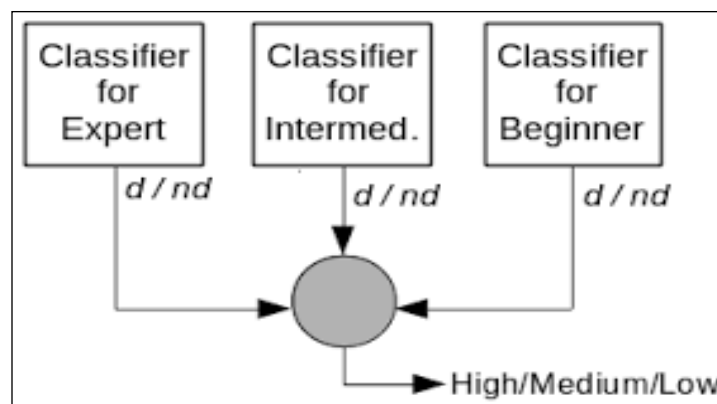 Classifier
for
Expert
Classifier
for
Intermed.
Classifier
for
Beginner
d / nd
d / nd
d / nd
High/Medium/Low